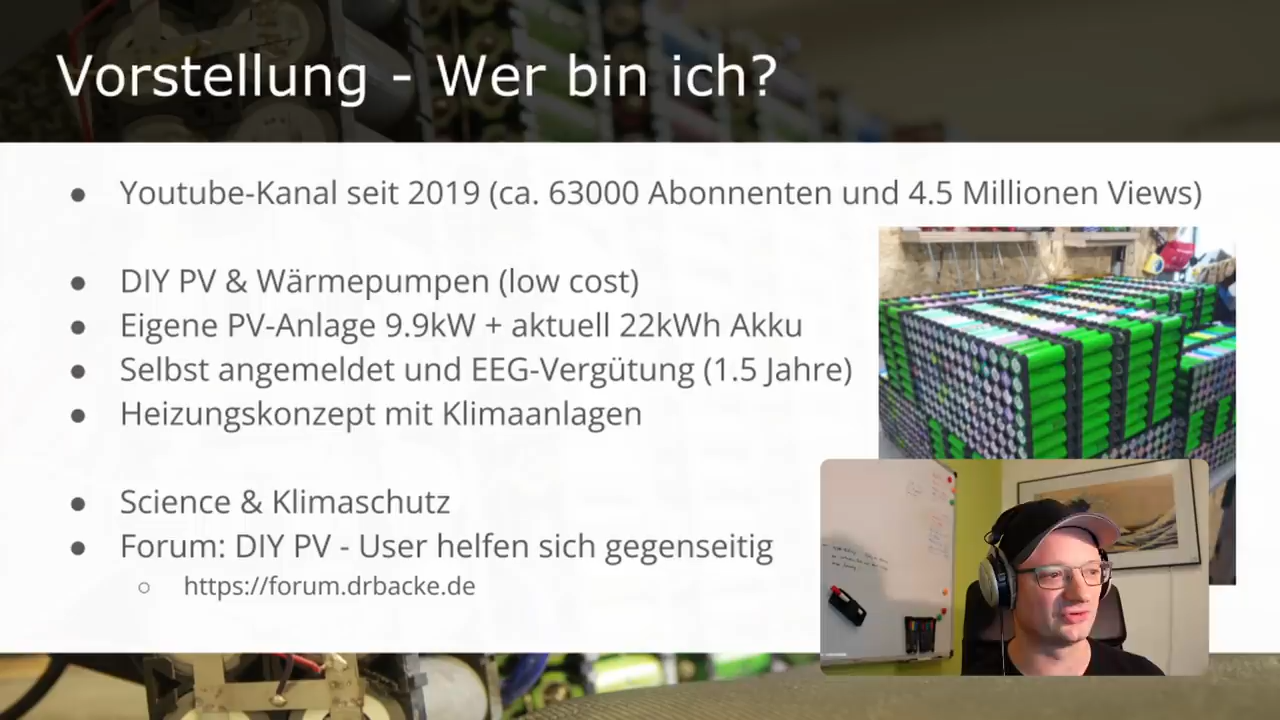 Vorstellung - Wer bin ich?
● Youtube-Kanal seit 2019 (ca. 63000 Abonnenten und 4.5 Millionen Views)
● DIY PV & Wärmepumpen (low cost)
● Eigene PV-Anlage 9.9kW + aktuell 22kWh Akku
● Selbst angemeldet und EEG-Vergütung (1.5 Jahre)
● Heizungskonzept mit Klimaanlagen
● Science & Klimaschutz
● Forum: DIY PV - User helfen sich gegenseitig
○ https://forum.drbacke.de